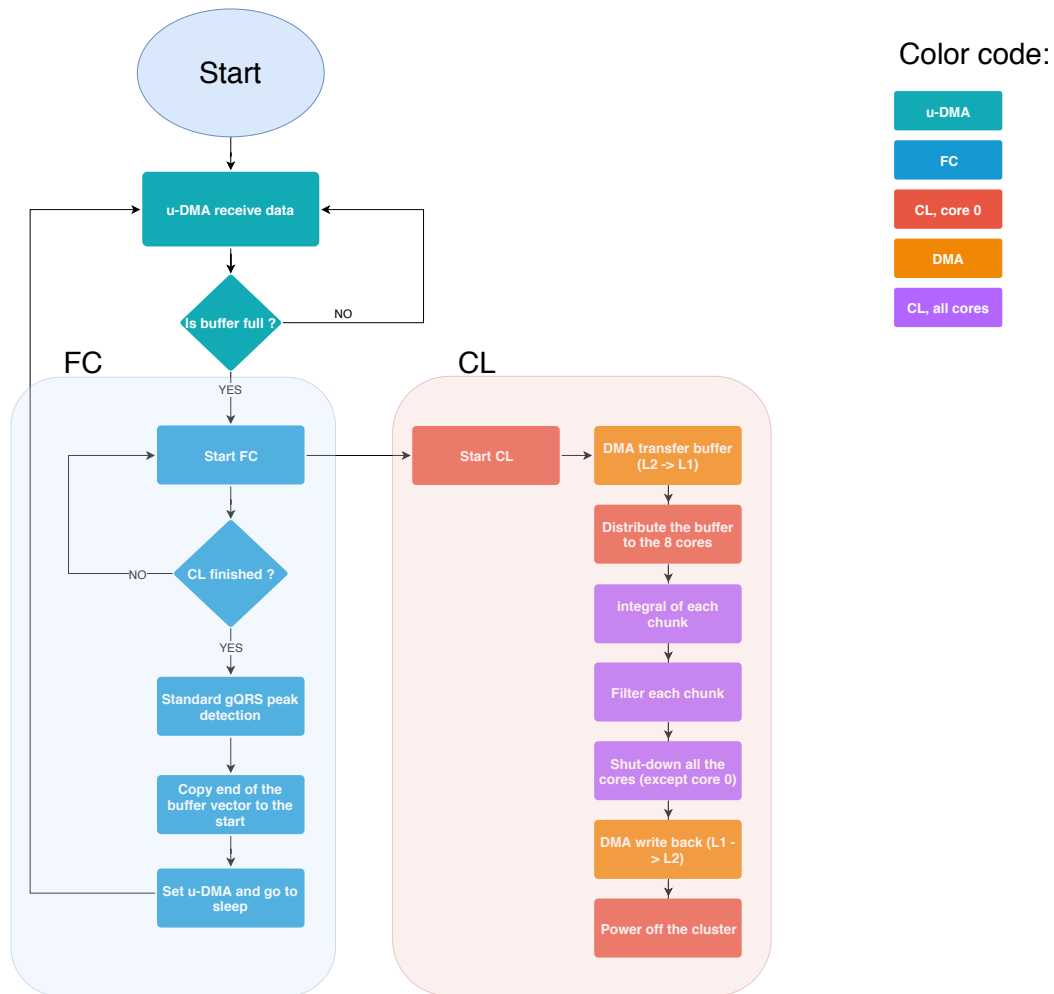 Start
Color code:
u-DMA
FC
CL, core 0
DMA
CL, all cores
u-DMA receive data
Is buffer full ?
NO
YES
FC
Start FC
CL finished ?
NO
YES
Standard gQRS peak
detection
Copy end of the
buffer vector to the
start
Set u-DMA and go to
sleep
CL
Start CL
DMA transfer buffer
(L2 -> L1)
Distribute the buffer
to the 8 cores
integral of each
chunk
Filter each chunk
Shut-down all the
cores (except core 0)
DMA write back (L1 -
> L2)
Power off the cluster